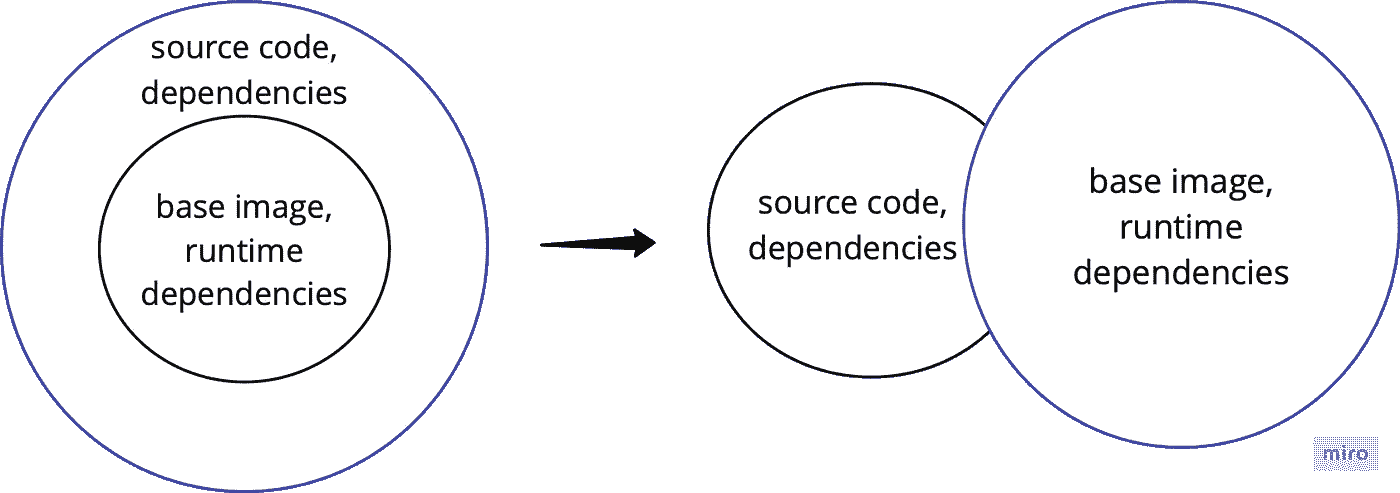 source code,
dependencies
base image,
runtime
dependencies
source code,
dependencies
base image,
runtime
dependencies
miro